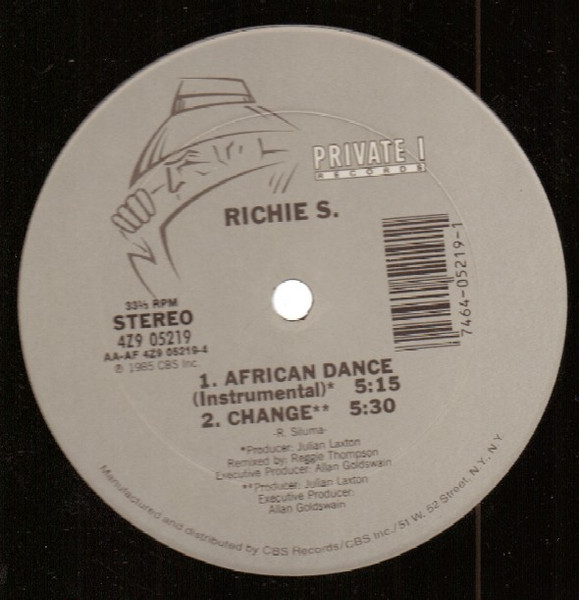 PRIVATE I
RECORDS
RICHIE S.
33⅓ RPM
STEREO
4Z9 05219
AA-AF 4Z9 05219-4
℗ 1985 CBS Inc.
7464-05219-1
1. AFRICAN DANCE
(Instrumental)* 5:15
2. CHANGE** 5:30
-R. Siluma-
*Producer: Julian Laxton
Remixed by: Reggie Thompson
Executive Producer: Allan Goldswain
**Producer: Julian Laxton
Executive Producer:
Allan Goldswain
Manufactured and distributed by CBS Records/CBS Inc./51 W. 52 Street, N.Y., N.Y.